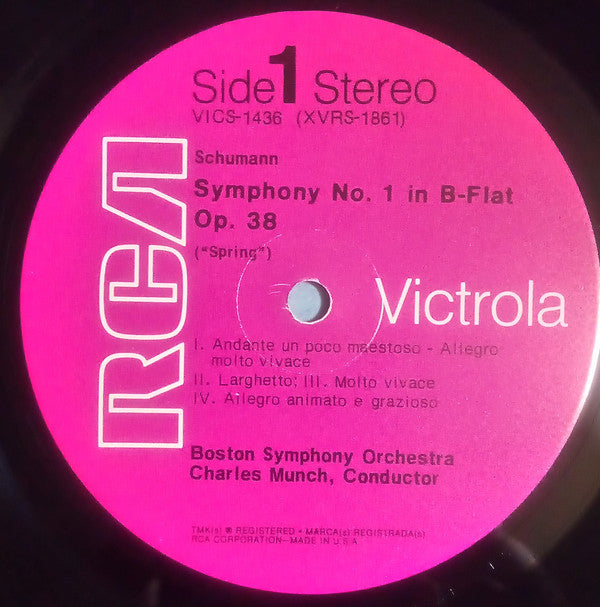 Side 1 Stereo
VICS-1436 (XVRS-1861)
Schumann
Symphony No. 1 in B-Flat
Op. 38
("Spring")
RCA
Victrola
I. Andante un poco maestoso - Allegro
molto vivace
II. Larghetto; III. Molto vivace
IV. Allegro animato e grazioso
Boston Symphony Orchestra
Charles Munch, Conductor
TMK(s) ® REGISTERED • MARCA(s) REGISTRADA(s)
RCA CORPORATION—MADE IN U.S.A.